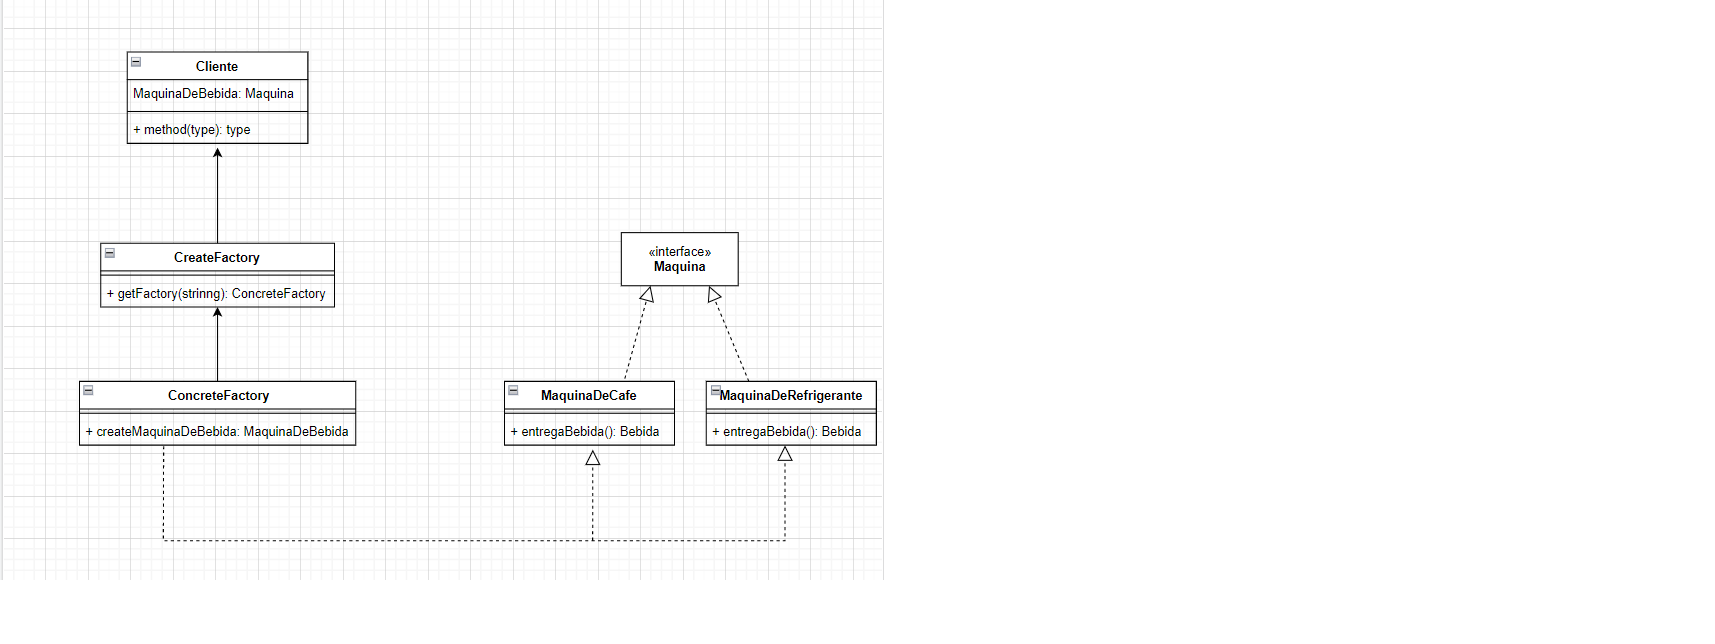 Cliente
MaquinaDeBebida: Maquina
+ method(type): type
CreateFactory
+ getFactory(strinng): ConcreteFactory
«interface»
Maquina
ConcreteFactory
+ createMaquinaDeBebida: MaquinaDeBebida
MaquinaDeCafe
+ entregaBebida(): Bebida
MaquinaDeRefrigerante
+ entregaBebida(): Bebida